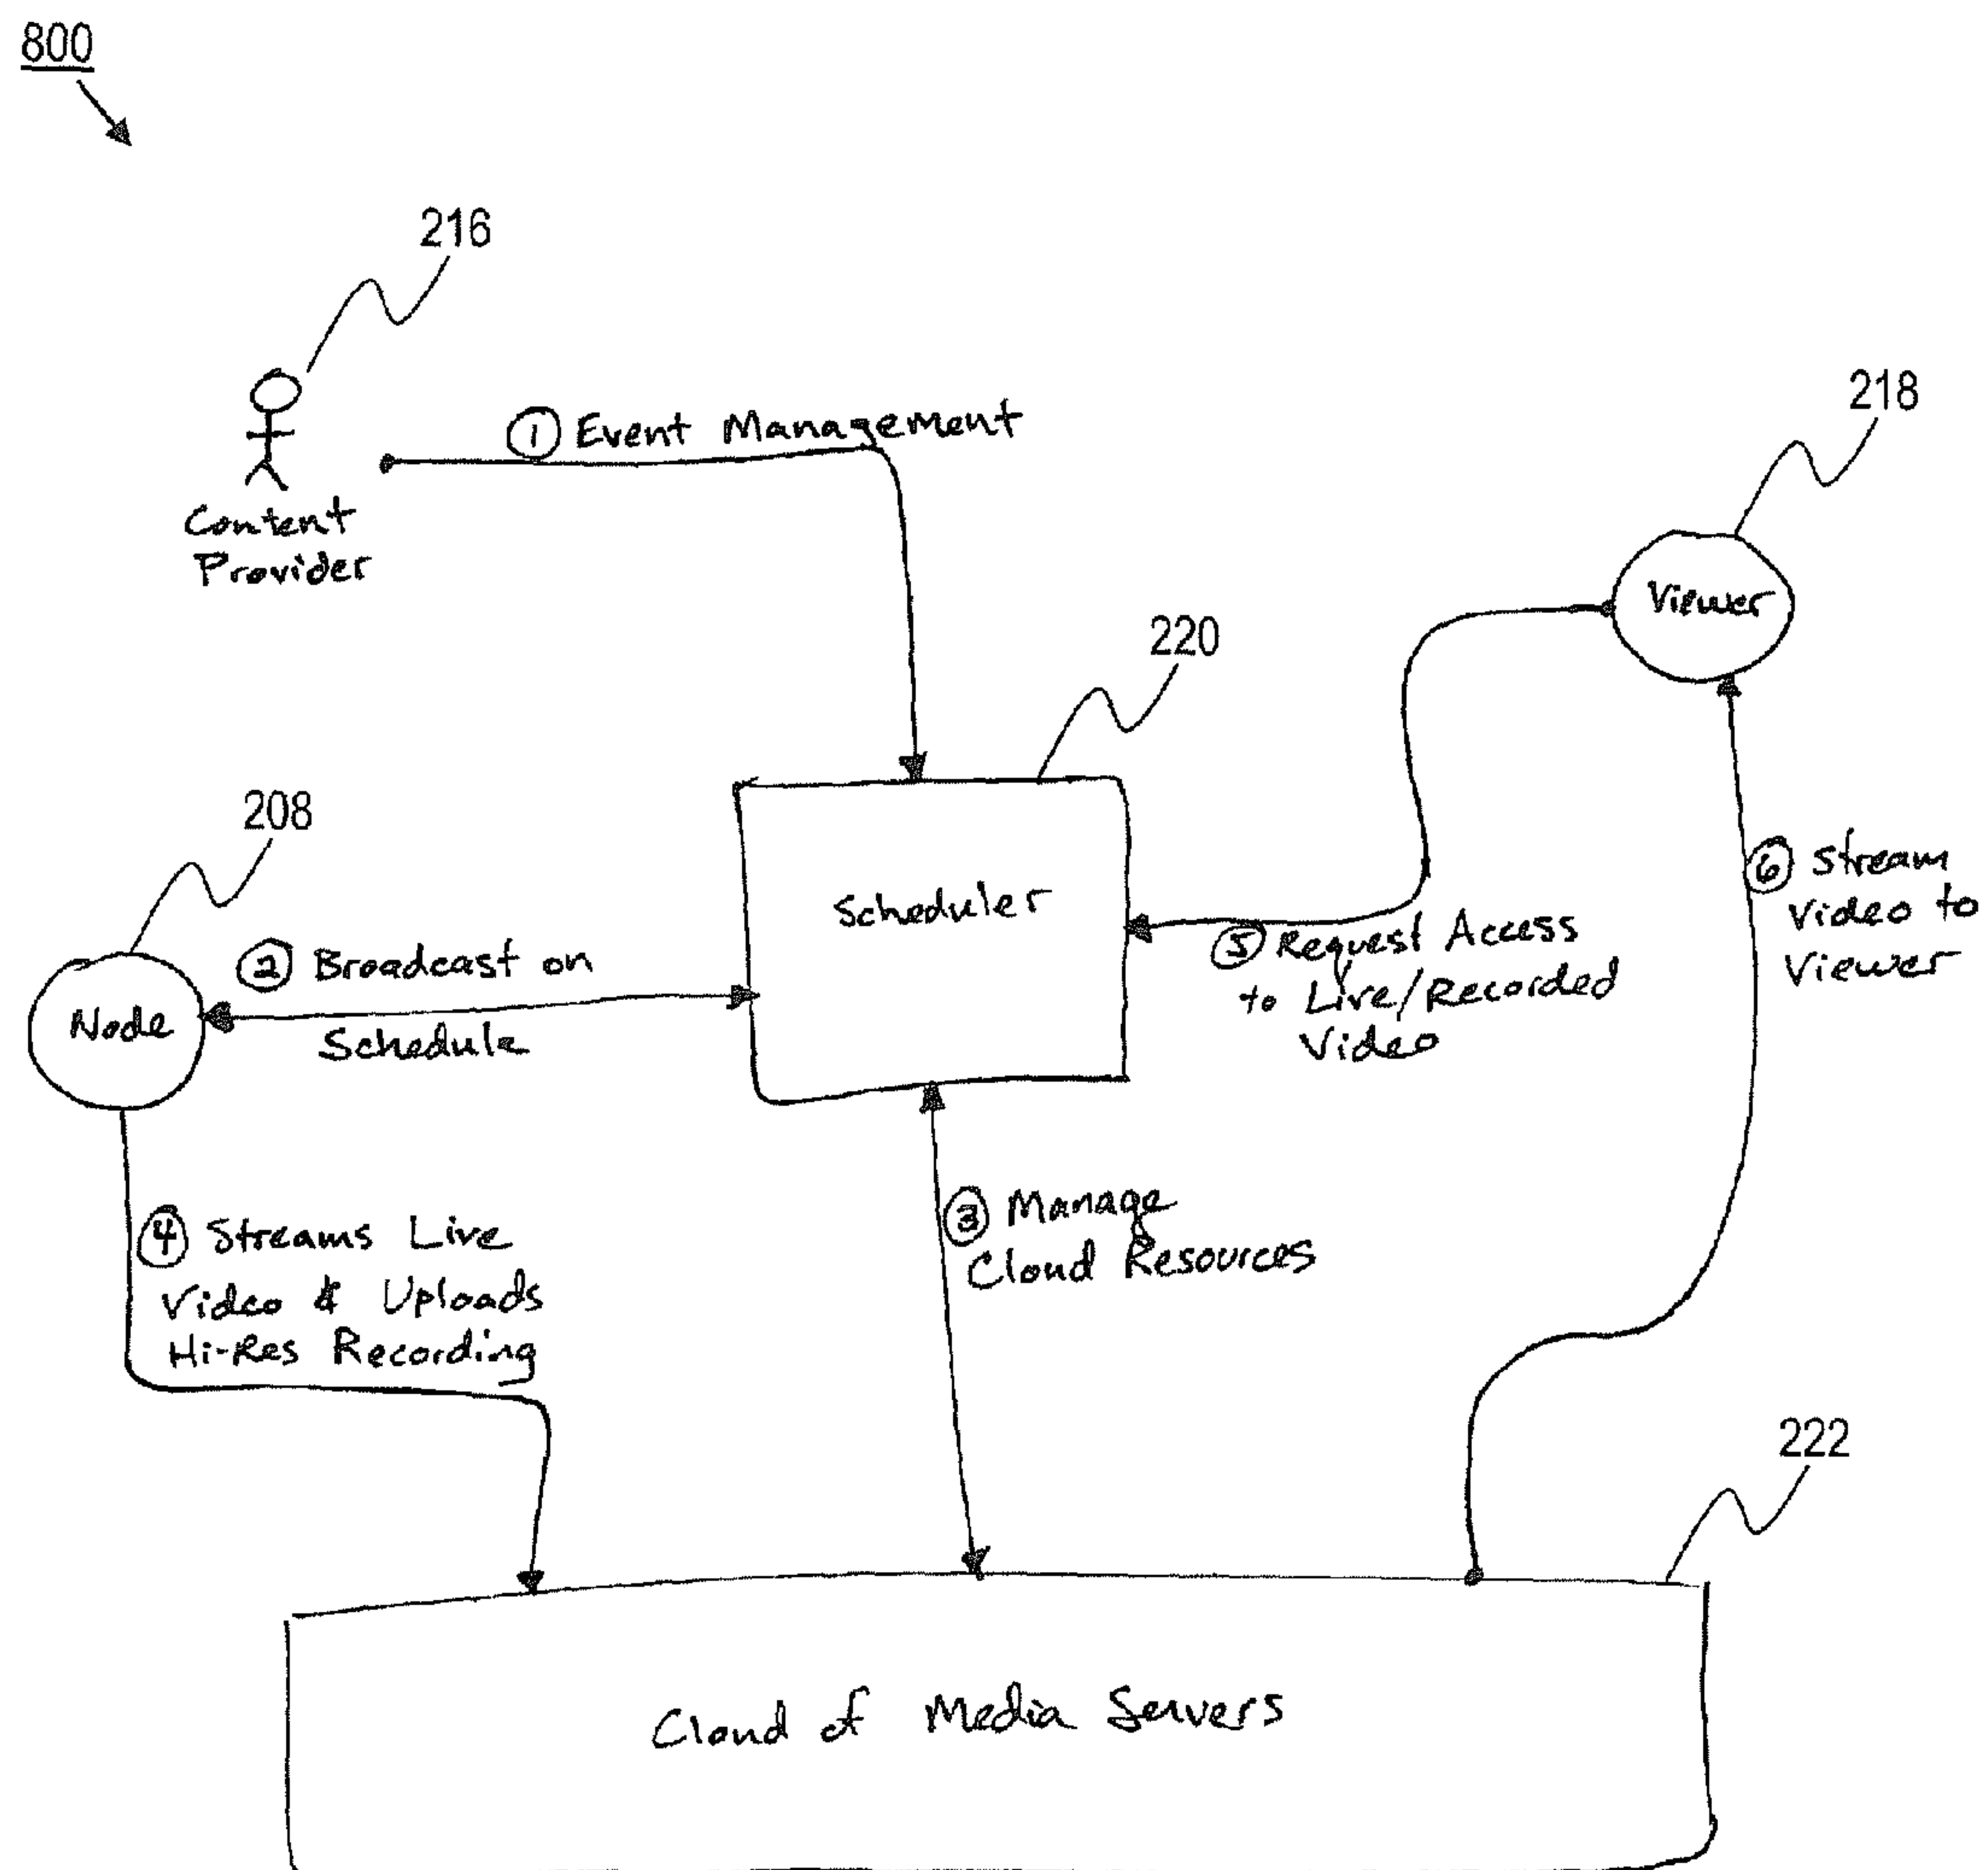 800
216
① Event Management
Content
Provider
218
Viewer
220
208
Scheduler
② Broadcast on
Schedule
Node
⑤ Request Access
to Live/Recorded
Video
⑥ Stream
Video to
Viewer
③ Manage
Cloud Resources
④ Streams Live
Video & Uploads
Hi-Res Recording
222
Cloud of Media Servers